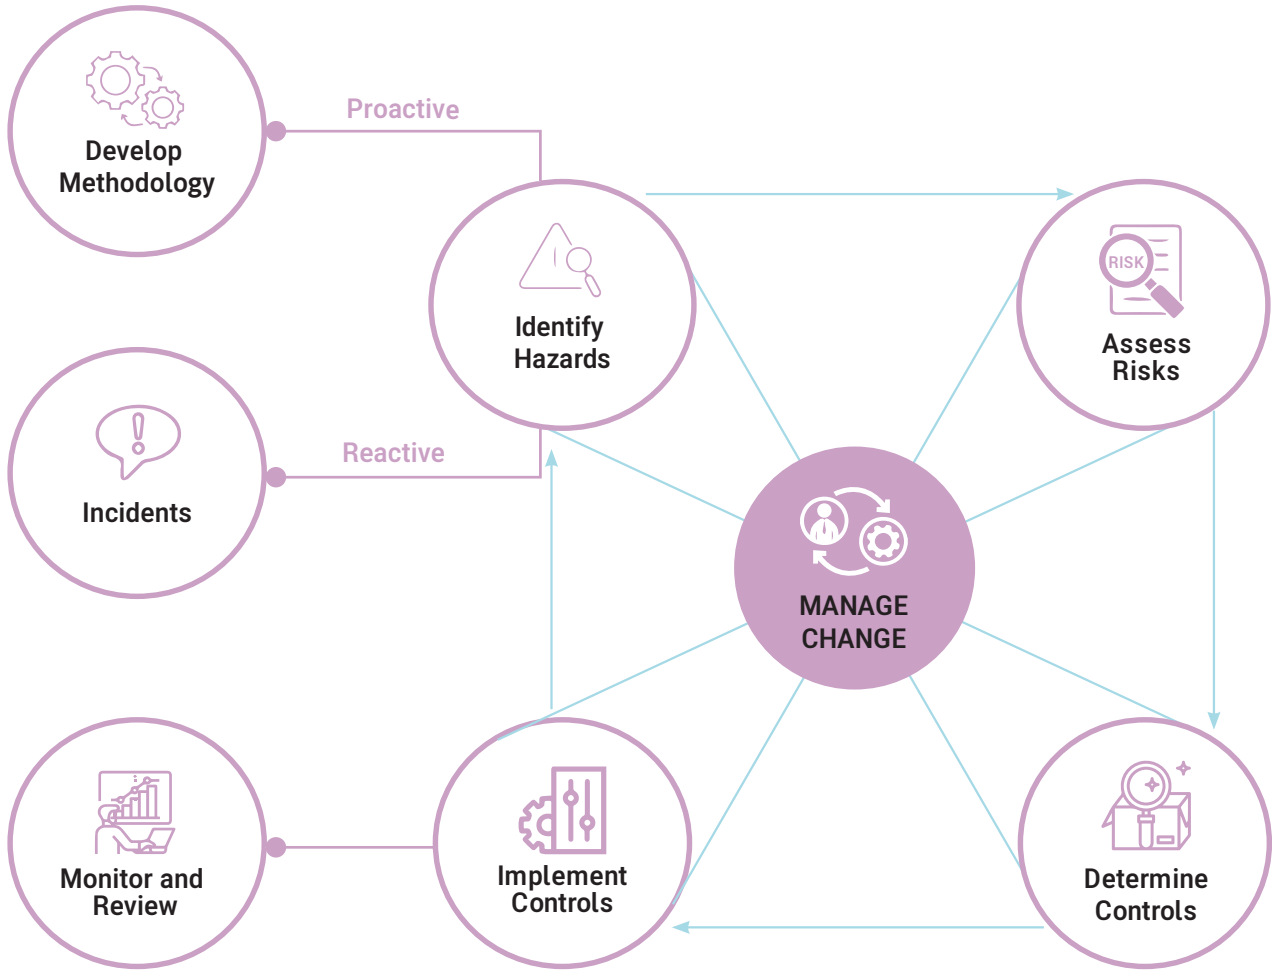 Develop
Methodology
Proactive
Identify
Hazards
RISK
Assess
Risks
Incidents
Reactive
MANAGE
CHANGE
Monitor and
Review
Implement
Controls
Determine
Controls